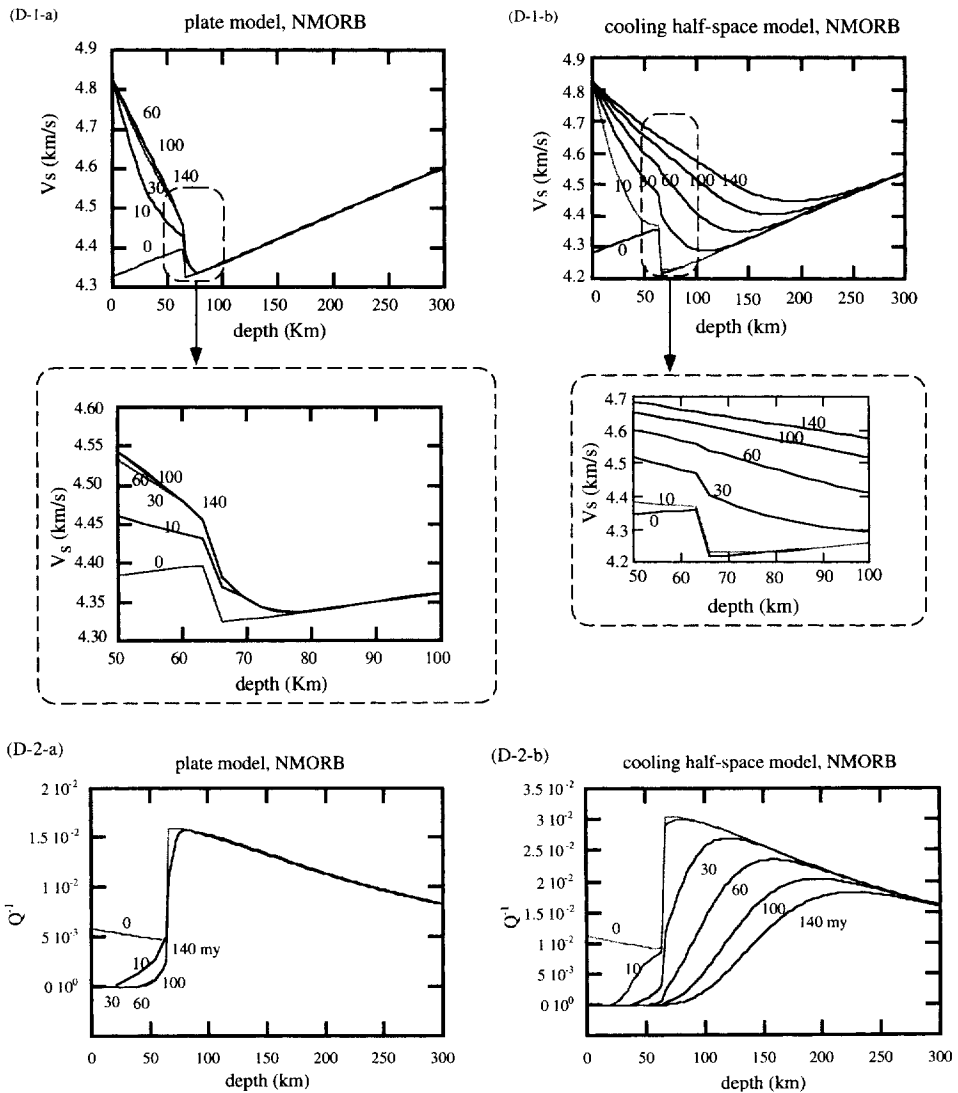 (D-1-a)
plate model, NMORB
4.9
4.8
4.7
4.6
4.5
4.4
4.3
Vs (km/s)
60
100
140
30
10
0
0 50 100 150 200 250 300
depth (Km)
(D-1-b)
cooling half-space model, NMORB
4.9
4.8
4.7
4.6
4.5
4.4
4.3
4.2
Vs (km/s)
10 30 60 100 140
0
0 50 100 150 200 250 300
depth (km)
4.60
4.55
4.50
4.45
4.40
4.35
4.30
Vs (km/s)
60 100
30 140
10
0
50 60 70 80 90 100
depth (Km)
4.7
4.6
4.5
4.4
4.3
4.2
Vs (km/s)
140
100
60
30
10
0
50 60 70 80 90 100
depth (km)
(D-2-a)
plate model, NMORB
2 10-2
1.5 10-2
1 10-2
5 10-3
0 100
Q-1
0
10
140 my
100
30 60
0 50 100 150 200 250 300
depth (km)
(D-2-b)
cooling half-space model, NMORB
3.5 10-2
3 10-2
2.5 10-2
2 10-2
1.5 10-2
1 10-2
5 10-3
0 100
Q-1
30
60
100
140 my
0
10
0 50 100 150 200 250 300
depth (km)